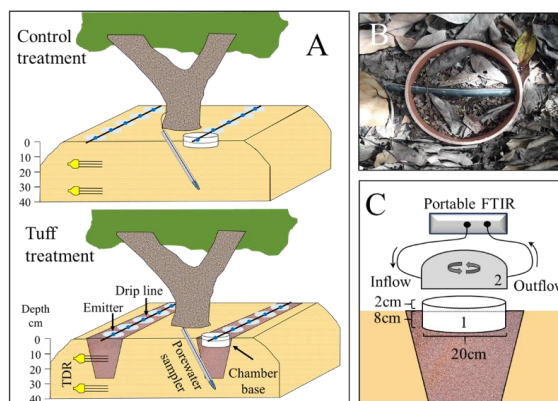 A
Control
treatment
0
10
20
30
40
Tuff
treatment
Drip line
Emitter
Depth
cm
0
10
20
30
40
TDR
Porewater
sampler
Chamber
base
B
C
Portable FTIR
Inflow
2
Outflow
2cm
8cm
1
20cm